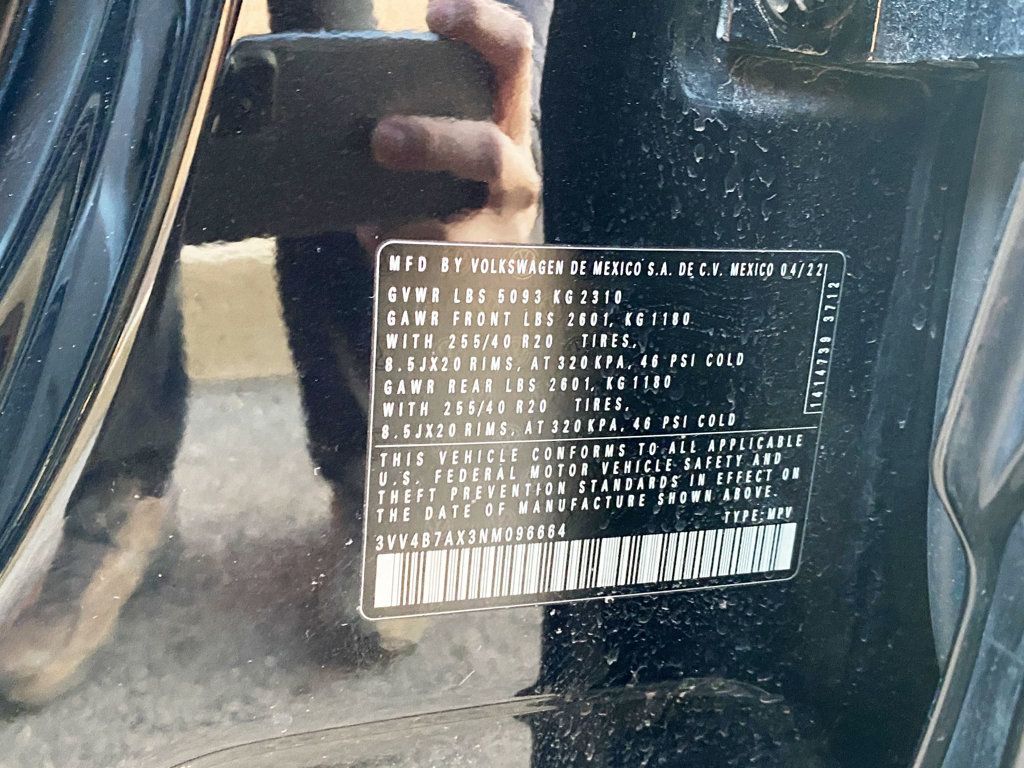 MFD BY VOLKSWAGEN DE MEXICO S.A. DE C.V. MEXICO 04/22
GVWR LBS 5093 KG 2310
GAWR FRONT LBS 2601, KG 1180
WITH 255/40 R20 TIRES,
8.5JX20 RIMS, AT 320 KPA, 46 PSI COLD
GAWR REAR LBS 2601, KG 1180
WITH 255/40 R20 TIRES,
8.5JX20 RIMS, AT 320 KPA, 46 PSI COLD
1414739 3712
THIS VEHICLE CONFORMS TO ALL APPLICABLE
U.S. FEDERAL MOTOR VEHICLE SAFETY AND
THEFT PREVENTION STANDARDS IN EFFECT ON
THE DATE OF MANUFACTURE SHOWN ABOVE.
TYPE: MPV
3VV4B7AX3NM096664